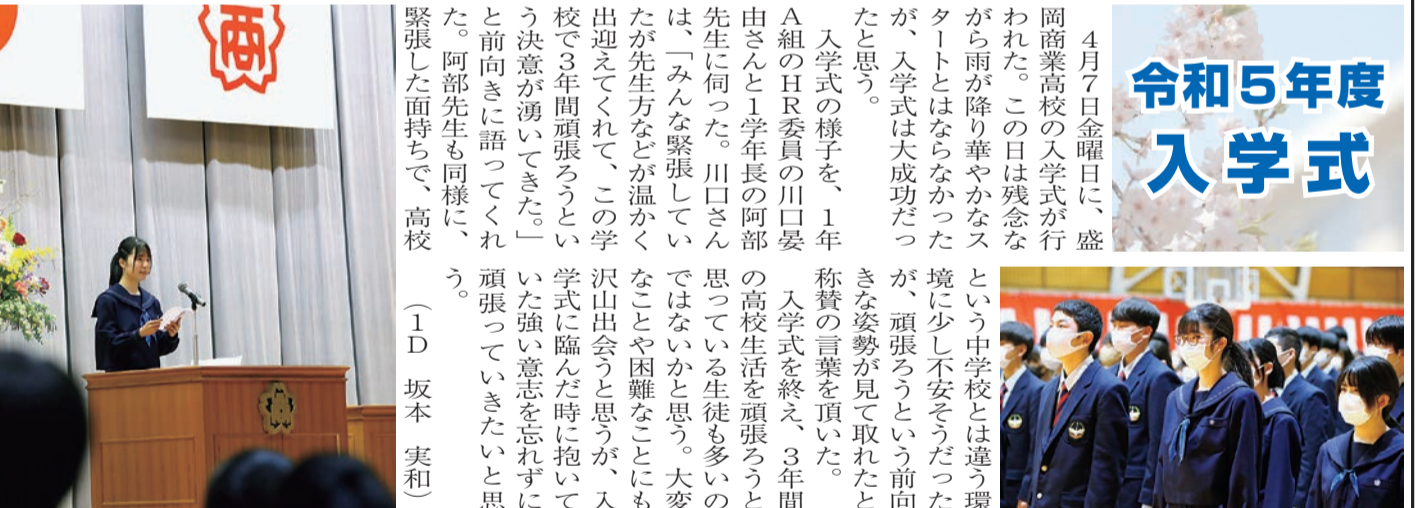 令和5年度
入学式
　4月7日金曜日に、盛
岡商業高校の入学式が行
われた。この日は残念な
がら雨が降り華やかなス
タートとはならなかった
が、入学式は大成功だっ
たと思う。
　入学式の様子を、1年
A組のHR委員の川口晏
由さんと1学年長の阿部
先生に伺った。川口さん
は、「みんな緊張してい
たが先生方などが温かく
出迎えてくれて、この学
校で3年間頑張ろうとい
う決意が湧いてきた。」
と前向きに語ってくれ
た。阿部先生も同様に、
緊張した面持ちで、高校
という中学校とは違う環
境に少し不安そうだった
が、頑張ろうという前向
きな姿勢が見て取れたと
称賛の言葉を頂いた。
　入学式を終え、3年間
の高校生活を頑張ろうと
思っている生徒も多いの
ではないかと思う。大変
なことや困難なことにも
沢山出会うと思うが、入
学式に臨んだ時に抱いて
いた強い意志を忘れずに
頑張っていきたいと思
う。
（1D　坂本　実和）
商